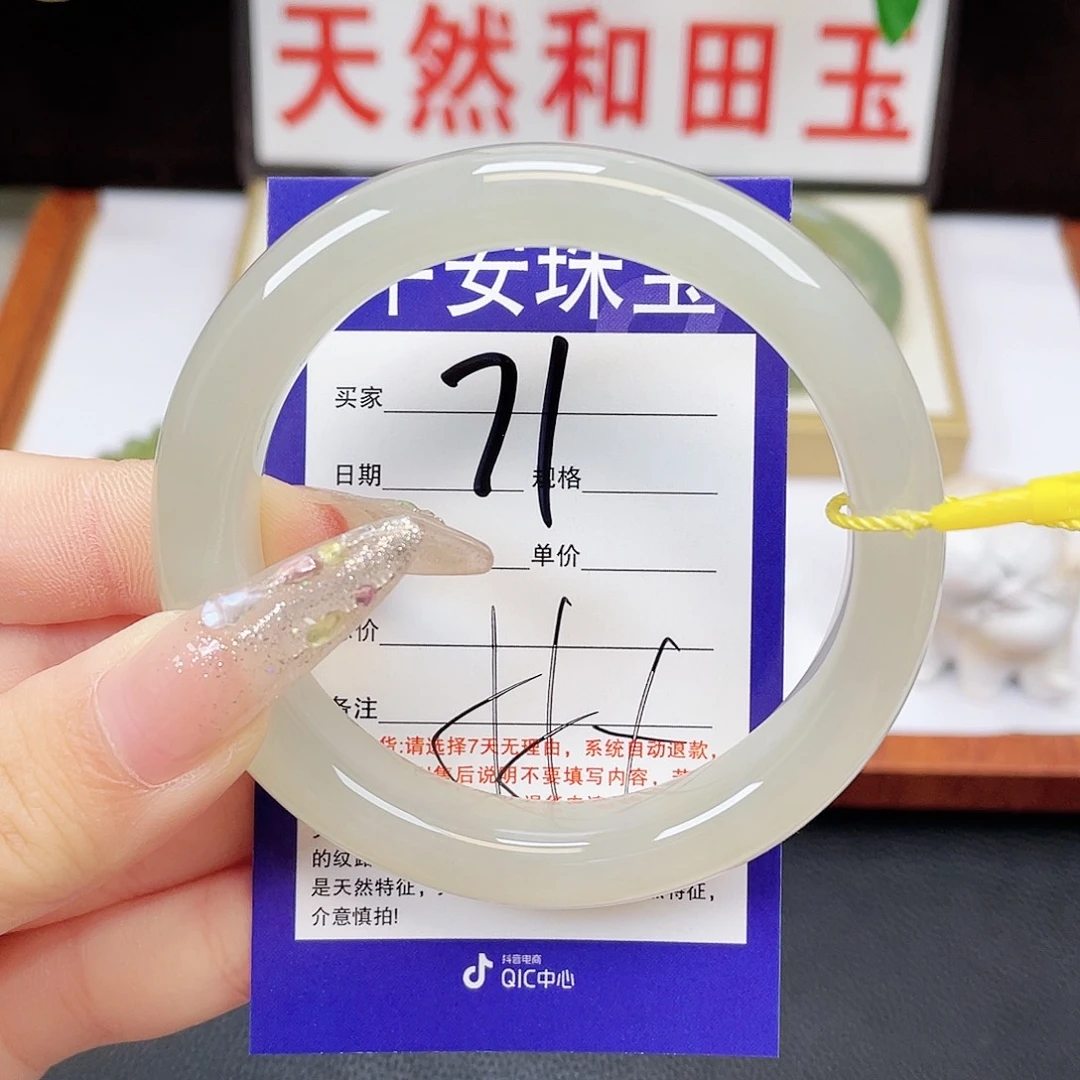 天然和田玉
平安珠宝
71
买家
日期 规格
单价
价
备注
货:请选择7天无理由，系统自动退款，
售后说明不要填写内容，
的纹
是天然特征， 特征，
介意慎拍!
抖音电商
QIC中心